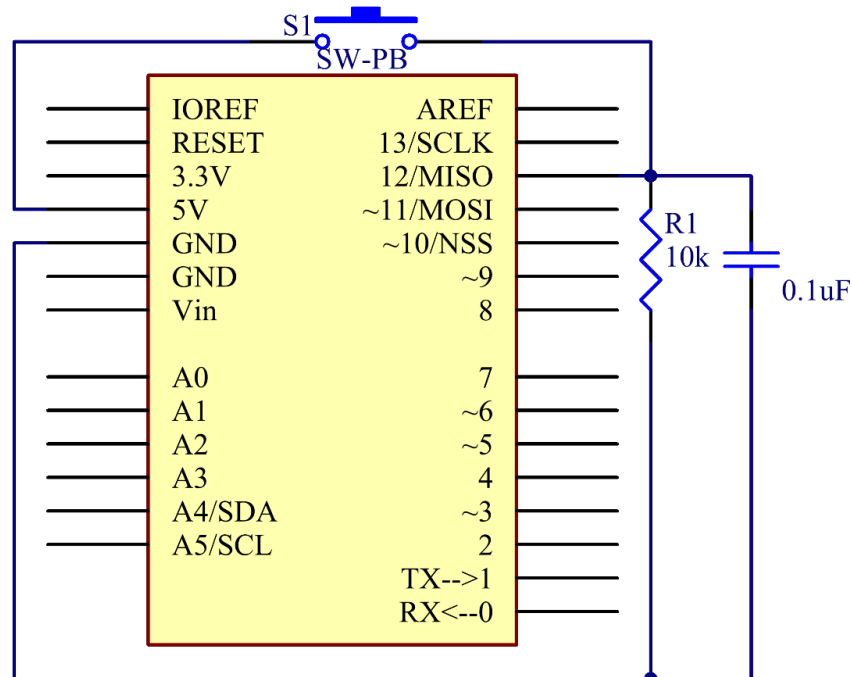 S1
SW-PB
IOREF
RESET
3.3V
5V
GND
GND
Vin
A0
A1
A2
A3
A4/SDA
A5/SCL
AREF
13/SCLK
12/MISO
~11/MOSI
~10/NSS
~9
8
7
~6
~5
4
~3
2
TX-->1
RX<--0
R1
10k
0.1uF